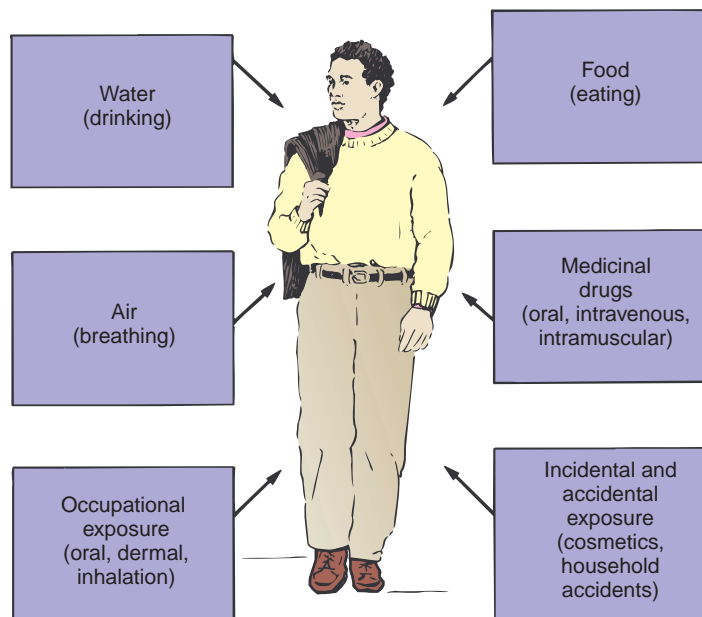 Water
(drinking)
Food
(eating)
Air
(breathing)
Medicinal
drugs
(oral, intravenous,
intramuscular)
Occupational
exposure
(oral, dermal,
inhalation)
Incidental and
accidental
exposure
(cosmetics,
household
accidents)